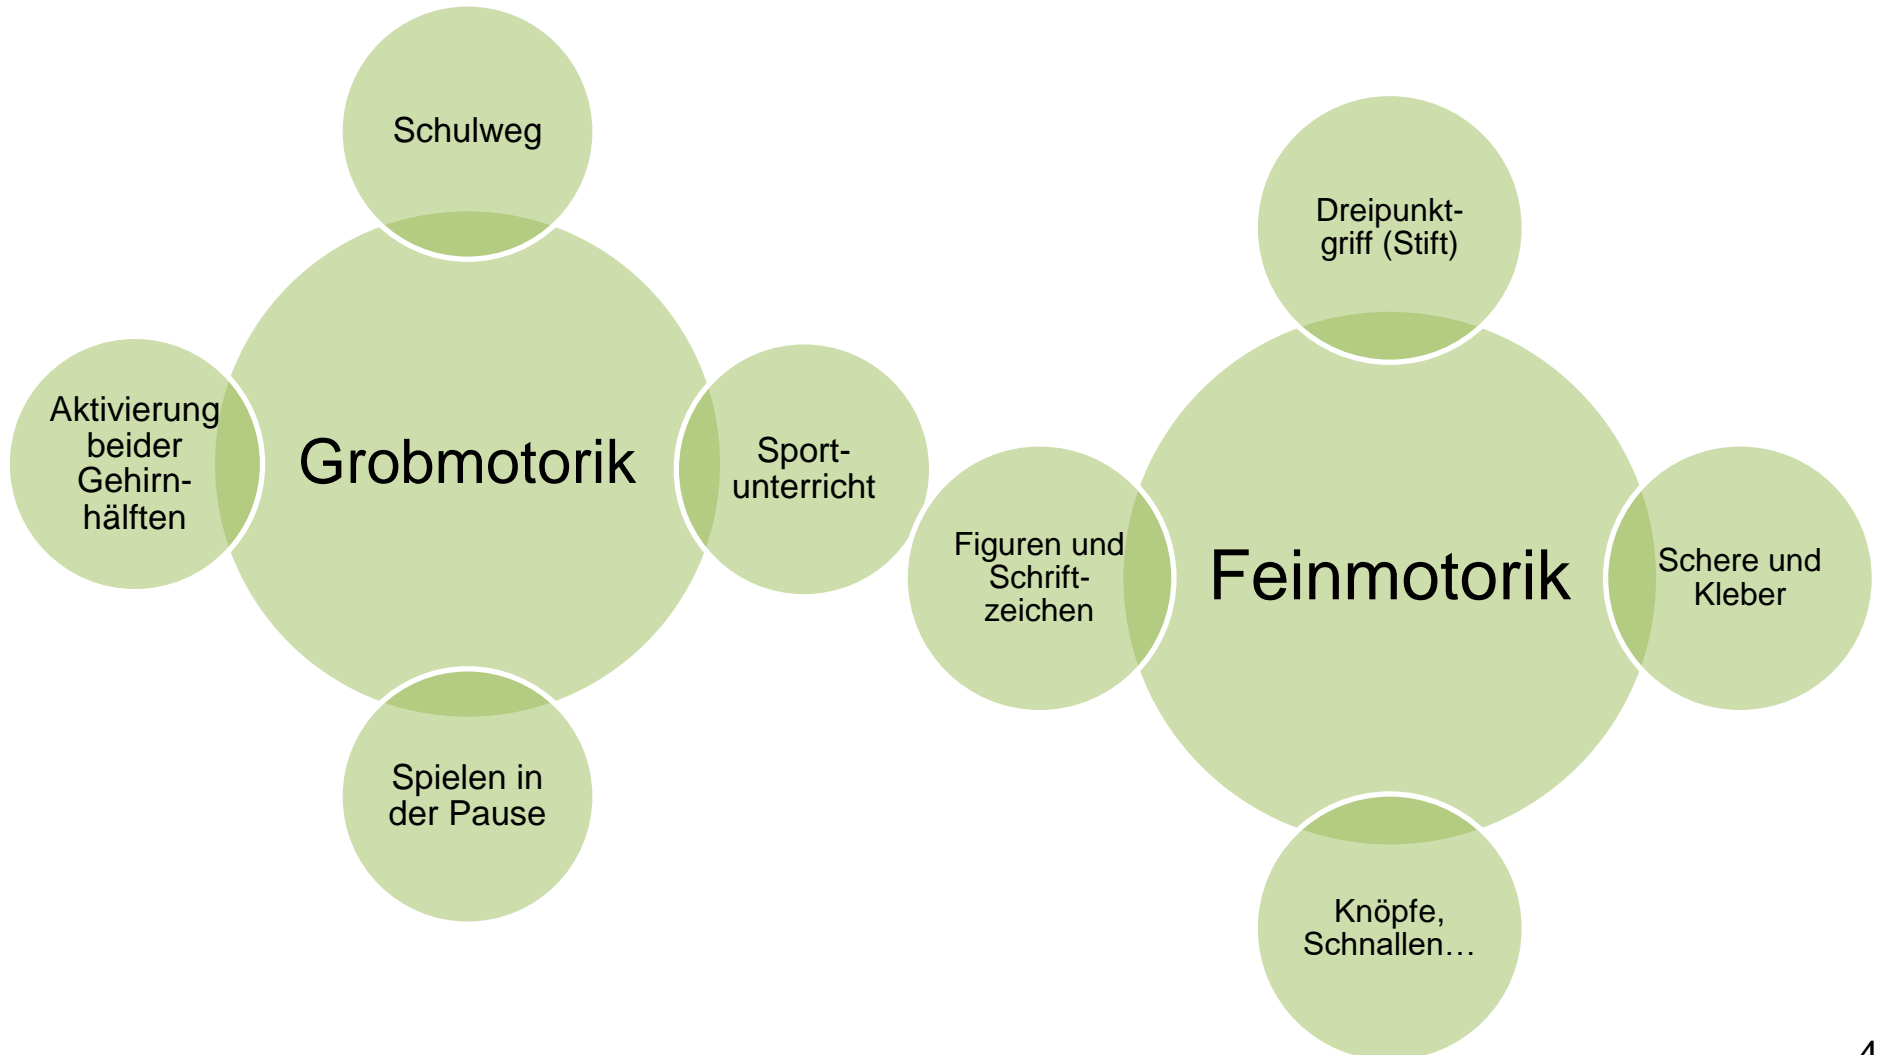 Schulweg
Aktivierung
beider
Gehirn-
hälften
Grobmotorik
Sport-
unterricht
Spielen in
der Pause
Dreipunkt-
griff (Stift)
Figuren und
Schrift-
zeichen
Feinmotorik
Schere und
Kleber
Knöpfe,
Schnallen…
4